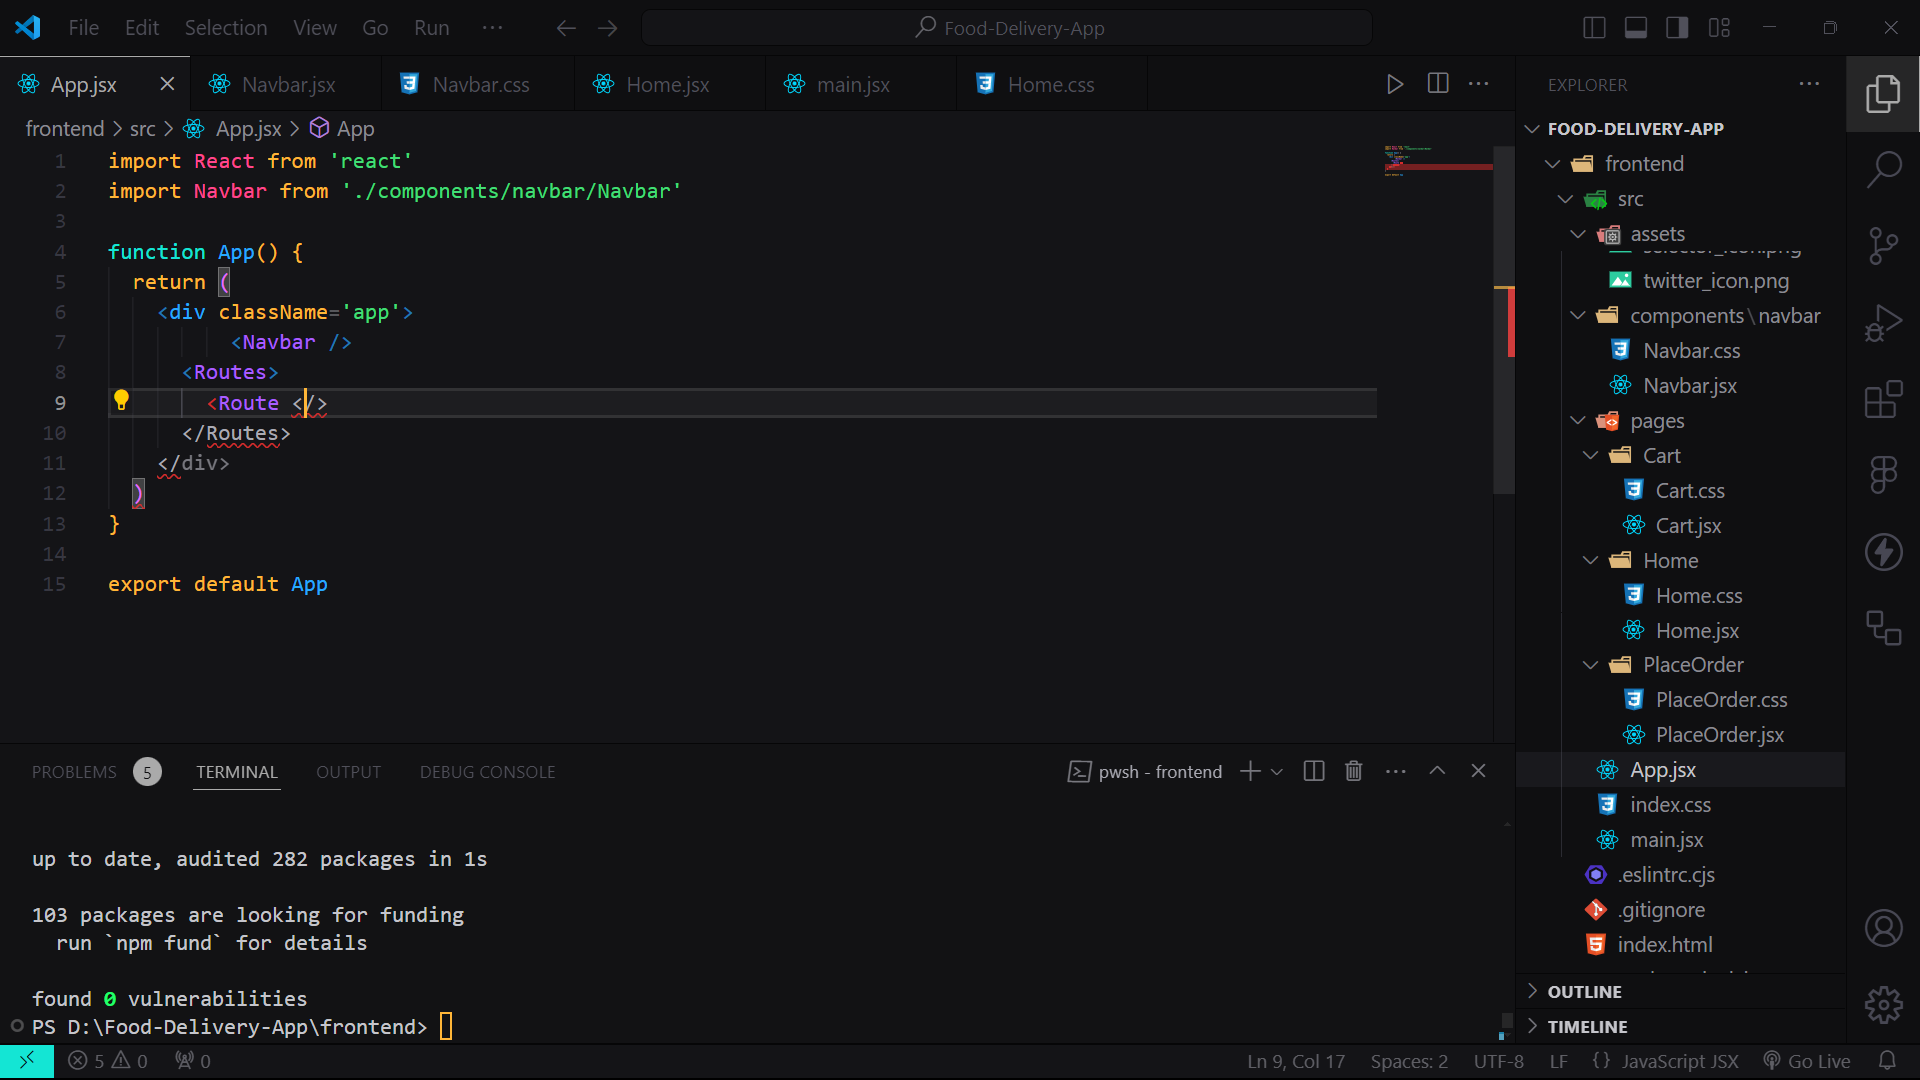 File Edit Selection View Go Run ··· Food-Delivery-App
App.jsx Navbar.jsx Navbar.css Home.jsx main.jsx Home.css
frontend > src > App.jsx > App
1 import React from 'react'
2 import Navbar from './components/navbar/Navbar'
3
4 function App() {
5 return (
6 <div className='app'>
7 <Navbar />
8 <Routes>
9 <Route </>
10 </Routes>
11 </div>
12 )
13 }
14
15 export default App
PROBLEMS 5 TERMINAL OUTPUT DEBUG CONSOLE pwsh - frontend
up to date, audited 282 packages in 1s
103 packages are looking for funding
run `npm fund` for details
found 0 vulnerabilities
PS D:\Food-Delivery-App\frontend>
EXPLORER
FOOD-DELIVERY-APP
frontend
src
assets
selector_icon.png
twitter_icon.png
components\navbar
Navbar.css
Navbar.jsx
pages
Cart
Cart.css
Cart.jsx
Home
Home.css
Home.jsx
PlaceOrder
PlaceOrder.css
PlaceOrder.jsx
App.jsx
index.css
main.jsx
.eslintrc.cjs
.gitignore
index.html
OUTLINE
TIMELINE
5 0 0 Ln 9, Col 17 Spaces: 2 UTF-8 LF {} JavaScript JSX Go Live